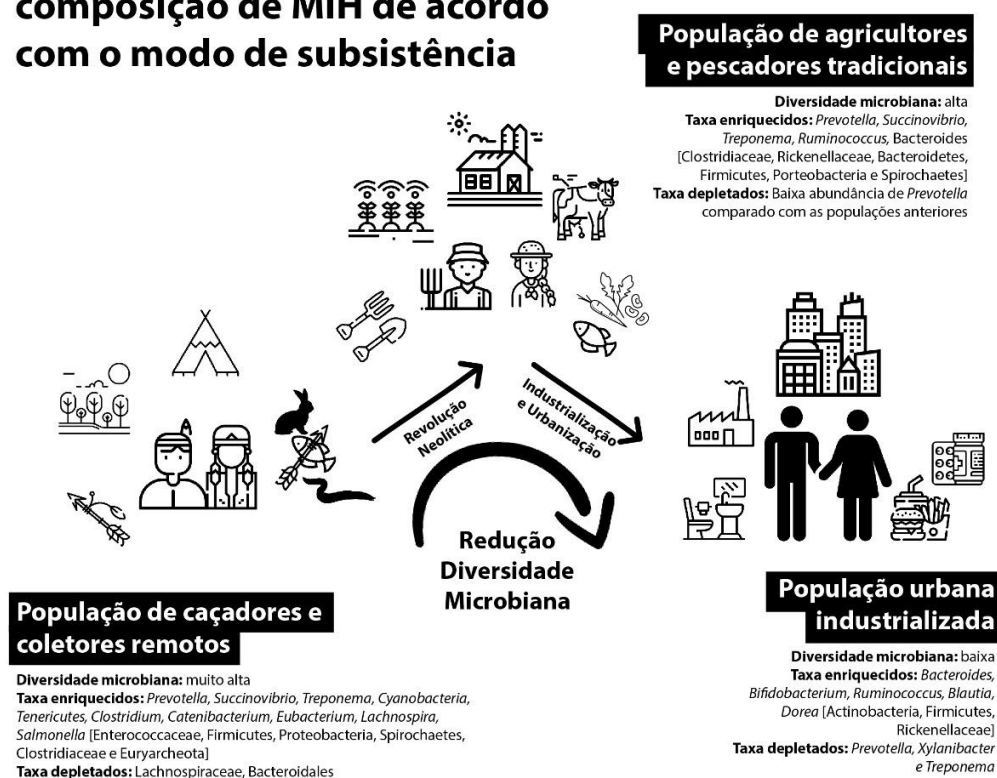 composição de MIH de acordo
com o modo de subsistência
População de agricultores
e pescadores tradicionais
Diversidade microbiana: alta
Taxa enriquecidos: Prevotella, Succinovibrio,
Treponema, Ruminococcus, Bacteroides
[Clostridiaceae, Rickenellaceae, Bacteroidetes,
Firmicutes, Porteobacteria e Spirochaetes]
Taxa depletados: Baixa abundância de Prevotella
comparado com as populações anteriores
Revolução
Neolítica
Industrialização
e Urbanização
Redução
Diversidade
Microbiana
População de caçadores e
coletores remotos
Diversidade microbiana: muito alta
Taxa enriquecidos: Prevotella, Succinovibrio, Treponema, Cyanobacteria,
Tenericutes, Clostridium, Catenibacterium, Eubacterium, Lachnospira,
Salmonella [Enterococcaceae, Firmicutes, Proteobacteria, Spirochaetes,
Clostridiaceae e Euryarcheota]
Taxa depletados: Lachnospiraceae, Bacteroidales
População urbana
industrializada
Diversidade microbiana: baixa
Taxa enriquecidos: Bacteroides,
Bifidobacterium, Ruminococcus, Blautia,
Dorea [Actinobacteria, Firmicutes,
Rickenellaceae]
Taxa depletados: Prevotella, Xylanibacter
e Treponema